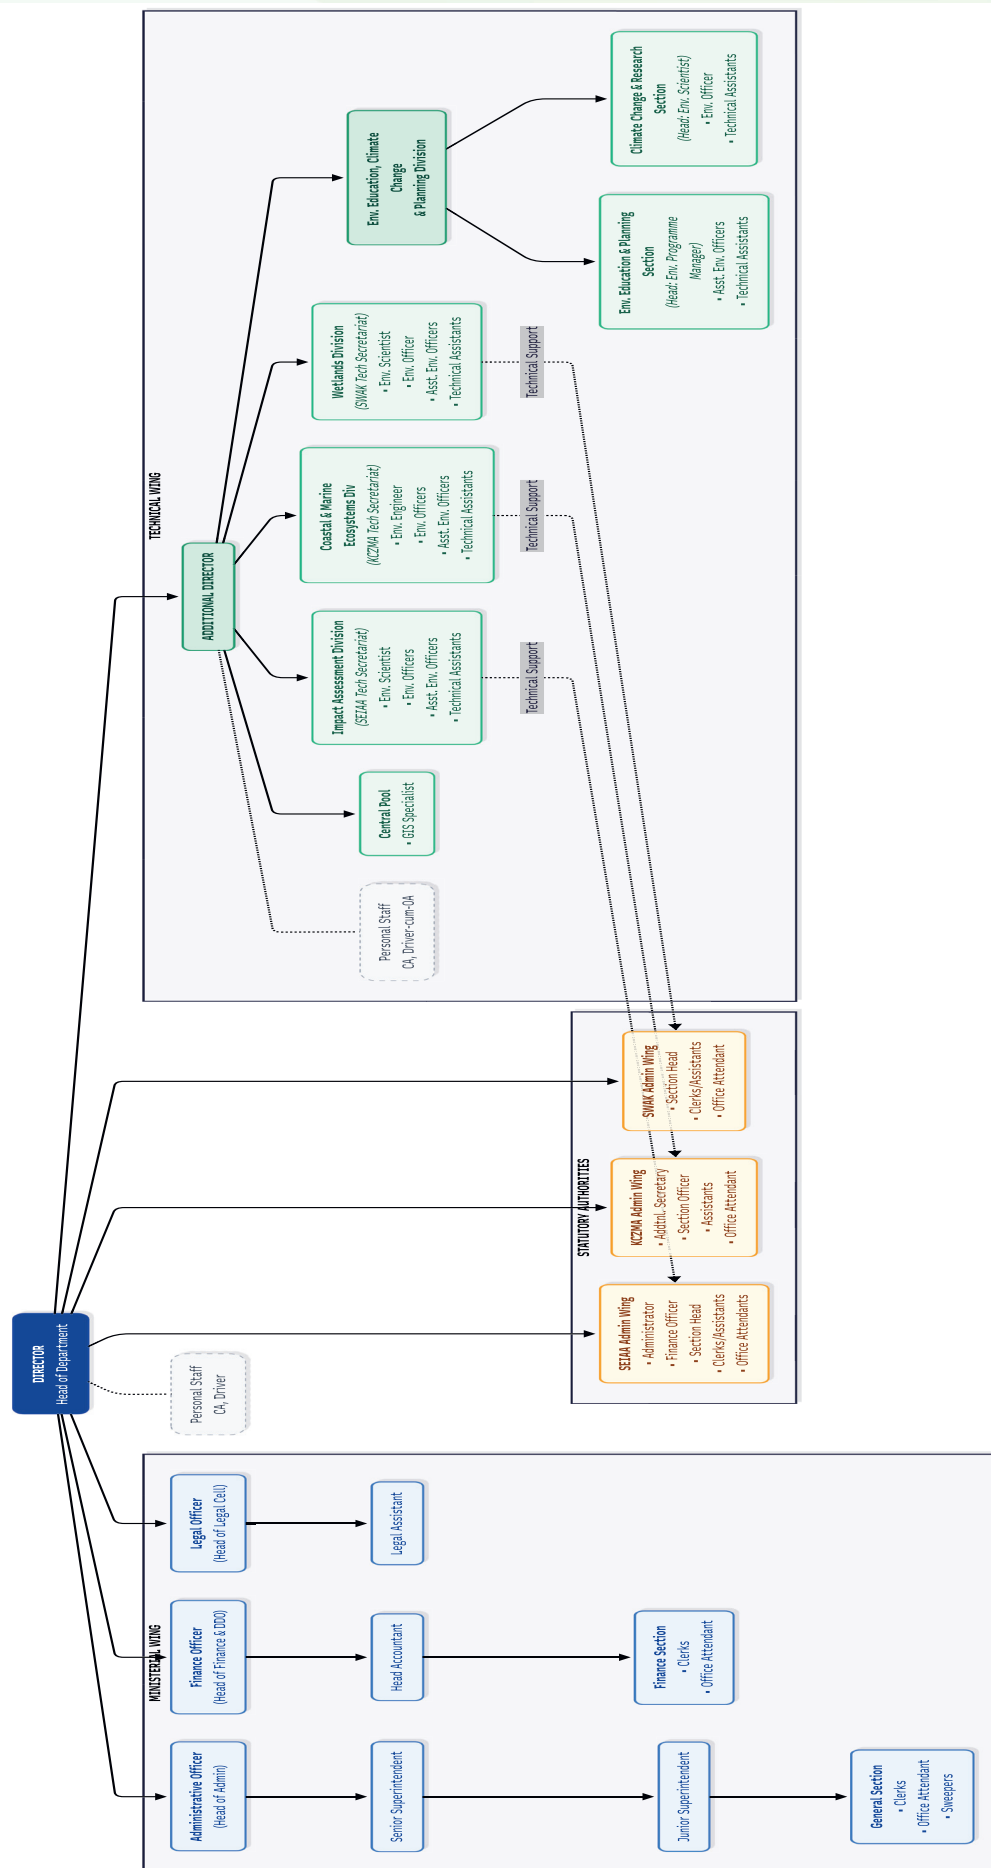 DIRECTOR
Head of Department
Personal Staff
CA, Driver
MINISTERIAL WING
Administrative Officer
(Head of Admin)
Senior Superintendent
Junior Superintendent
General Section
• Clerks
• Office Attendant
• Sweepers
Finance Officer
(Head of Finance & DDO)
Head Accountant
Finance Section
• Clerks
• Office Attendant
Legal Officer
(Head of Legal Cell)
Legal Assistant
STATUTORY AUTHORITIES
SEIAA Admin Wing
• Administrator
• Finance Officer
• Section Head
• Clerks/Assistants
• Office Attendants
KCZMA Admin Wing
• Addtnl. Secretary
• Section Officer
• Assistants
• Office Attendant
SWAK Admin Wing
• Section Head
• Clerks/Assistants
• Office Attendant
TECHNICAL WING
ADDITIONAL DIRECTOR
Personal Staff
CA, Driver-cum-OA
Central Pool
• GIS Specialist
Impact Assessment Division
(SEIAA Tech Secretariat)
• Env. Scientist
• Env. Officers
• Asst. Env. Officers
• Technical Assistants
Technical Support
Coastal & Marine
Ecosystems Div
(KCZMA Tech Secretariat)
• Env. Engineer
• Env. Officers
• Asst. Env. Officers
• Technical Assistants
Technical Support
Wetlands Division
(SWAK Tech Secretariat)
• Env. Scientist
• Env. Officer
• Asst. Env. Officers
• Technical Assistants
Technical Support
Env. Education, Climate
Change
& Planning Division
Env. Education & Planning
Section
(Head: Env. Programme
Manager)
• Asst. Env. Officers
• Technical Assistants
Climate Change & Research
Section
(Head: Env. Scientist)
• Env. Officer
• Technical Assistants